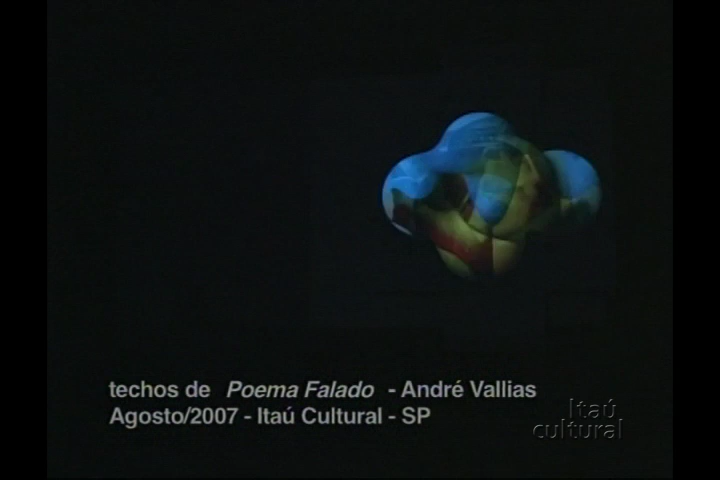 techos de Poema Falado - André Vallias
Agosto/2007 - Itaú Cultural - SP
Itaú
cultural